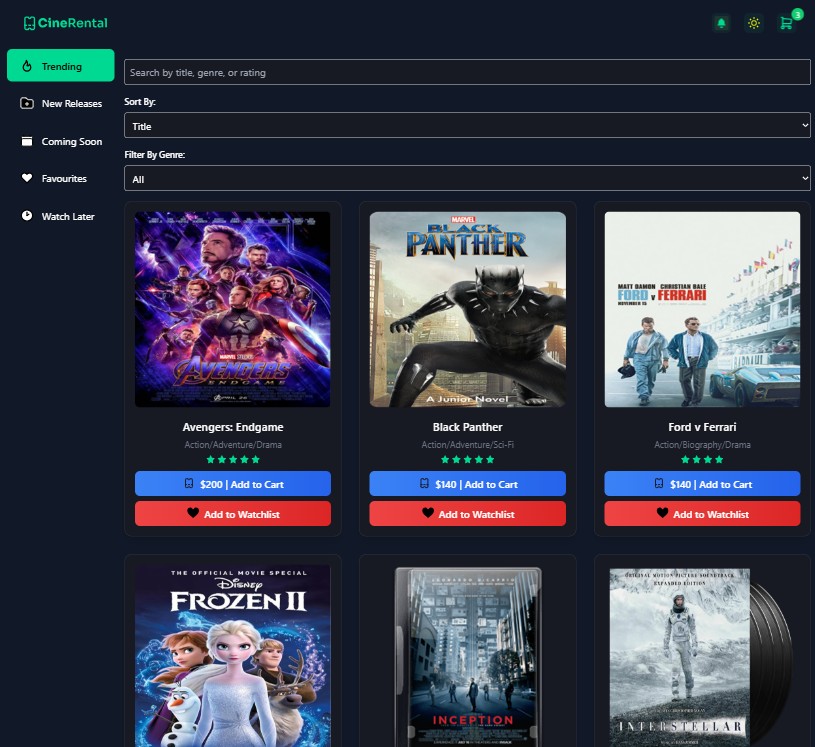 CineRental
3
Trending
New Releases
Coming Soon
Favourites
Watch Later
Search by title, genre, or rating
Sort By:
Title
Filter By Genre:
All
MARVEL STUDIOS
AVENGERS
ENDGAME
APRIL 26
MARVEL
BLACK
PANTHER
A Junior Novel
MATT DAMON CHRISTIAN BALE
FORD v FERRARI
NOVEMBER 15
Avengers: Endgame
Black Panther
Ford v Ferrari
Action/Adventure/Drama
Action/Adventure/Sci-Fi
Action/Biography/Drama
$200 | Add to Cart
$140 | Add to Cart
$140 | Add to Cart
Add to Watchlist
Add to Watchlist
Add to Watchlist
THE OFFICIAL MOVIE SPECIAL
Disney
FROZEN II
INCEPTION
ORIGINAL MOTION PICTURE SOUNDTRACK
EXPANDED EDITION
INTERSTELLAR